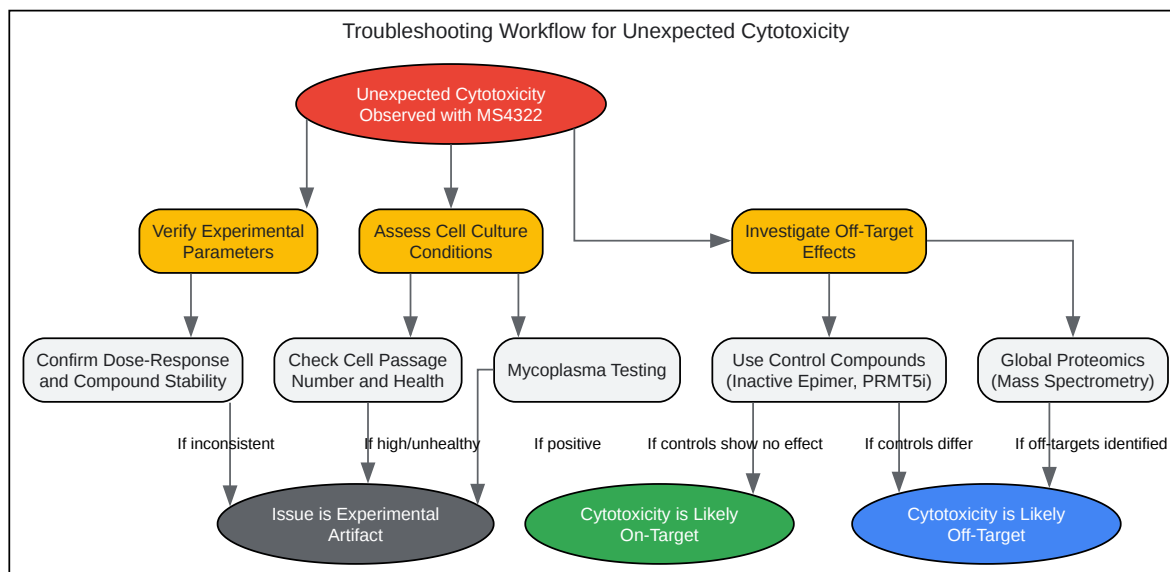 Troubleshooting Workflow for Unexpected Cytotoxicity
Unexpected Cytotoxicity
Observed with MS4322
Verify Experimental
Parameters
Assess Cell Culture
Conditions
Investigate Off-Target
Effects
Confirm Dose-Response
and Compound Stability
Check Cell Passage
Number and Health
Mycoplasma Testing
Use Control Compounds
(Inactive Epimer, PRMT5i)
Global Proteomics
(Mass Spectrometry)
If inconsistent
If high/unhealthy
If positive
If controls show no effect
If controls differ
If off-targets identified
Issue is Experimental
Artifact
Cytotoxicity is Likely
On-Target
Cytotoxicity is Likely
Off-Target